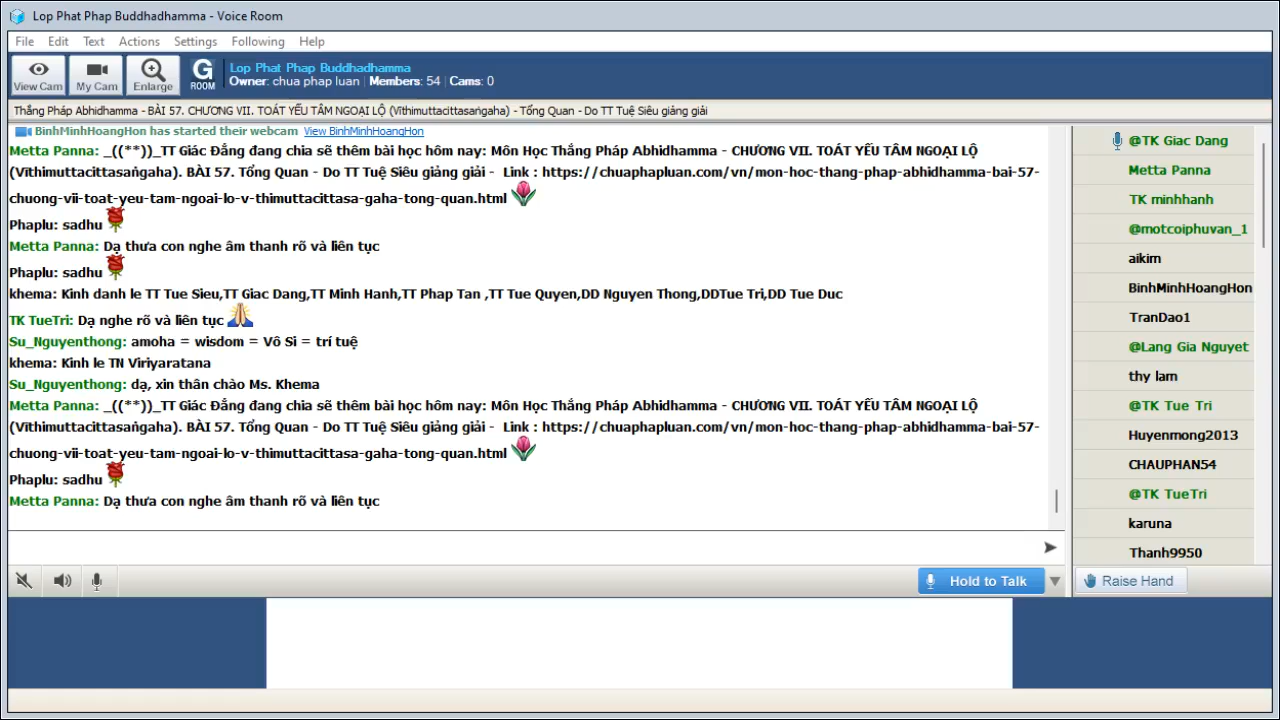 Lop Phat Phap Buddhadhamma - Voice Room
File Edit Text Actions Settings Following Help
View Cam My Cam Enlarge G ROOM
Lop Phat Phap Buddhadhamma
Owner: chua phap luan Members: 54 Cams: 0
Thắng Pháp Abhidhamma - BÀI 57. CHƯƠNG VII. TOÁT YẾU TÂM NGOẠI LỘ (Vīthimuttacittasaṅgaha) - Tổng Quan - Do TT Tuệ Siêu giảng giải
BinhMinhHoangHon has started their webcam View BinhMinhHoangHon
Metta Panna: _((**))_TT Giác Đẳng đang chia sẽ thêm bài học hôm nay: Môn Học Thắng Pháp Abhidhamma - CHƯƠNG VII. TOÁT YẾU TÂM NGOẠI LỘ
(Vīthimuttacittasaṅgaha). BÀI 57. Tổng Quan - Do TT Tuệ Siêu giảng giải - Link : https://chuaphapluan.com/vn/mon-hoc-thang-phap-abhidhamma-bai-57-
chuong-vii-toat-yeu-tam-ngoai-lo-v-thimuttacittasa-gaha-tong-quan.html
Phaplu: sadhu
Metta Panna: Dạ thưa con nghe âm thanh rõ và liên tục
Phaplu: sadhu
khema: Kinh danh le TT Tue Sieu,TT Giac Dang,TT Minh Hanh,TT Phap Tan ,TT Tue Quyen,DD Nguyen Thong,DDTue Tri,DD Tue Duc
TK TueTri: Dạ nghe rõ và liên tục
Su_Nguyenthong: amoha = wisdom = Vô Si = trí tuệ
khema: Kinh le TN Viriyaratana
Su_Nguyenthong: dạ, xin thân chào Ms. Khema
Metta Panna: _((**))_TT Giác Đẳng đang chia sẽ thêm bài học hôm nay: Môn Học Thắng Pháp Abhidhamma - CHƯƠNG VII. TOÁT YẾU TÂM NGOẠI LỘ
(Vīthimuttacittasaṅgaha). BÀI 57. Tổng Quan - Do TT Tuệ Siêu giảng giải - Link : https://chuaphapluan.com/vn/mon-hoc-thang-phap-abhidhamma-bai-57-
chuong-vii-toat-yeu-tam-ngoai-lo-v-thimuttacittasa-gaha-tong-quan.html
Phaplu: sadhu
Metta Panna: Dạ thưa con nghe âm thanh rõ và liên tục
@TK Giac Dang
Metta Panna
TK minhhanh
@motcoiphuvan_1
aikim
BinhMinhHoangHon
TranDao1
@Lang Gia Nguyet
thy lam
@TK Tue Tri
Huyenmong2013
CHAUPHAN54
@TK TueTri
karuna
Thanh9950
Hold to Talk
Raise Hand